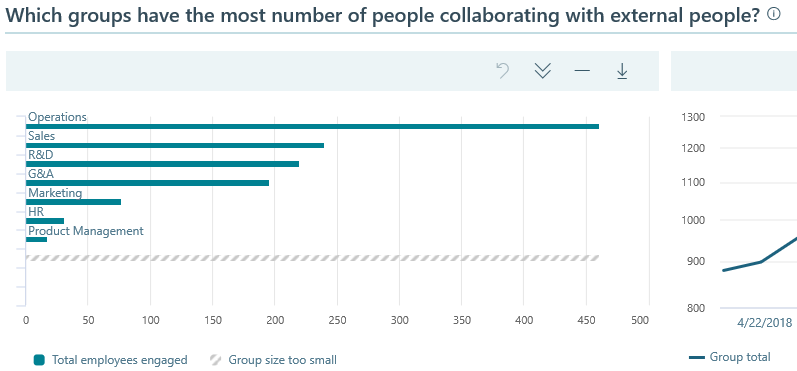 Which groups have the most number of people collaborating with external people?
Operations
Sales
R&D
G&A
Marketing
HR
Product Management
0 50 100 150 200 250 300 350 400 450 500
Total employees engaged Group size too small
1300
1200
1100
1000
900
800
4/22/2018
Group total